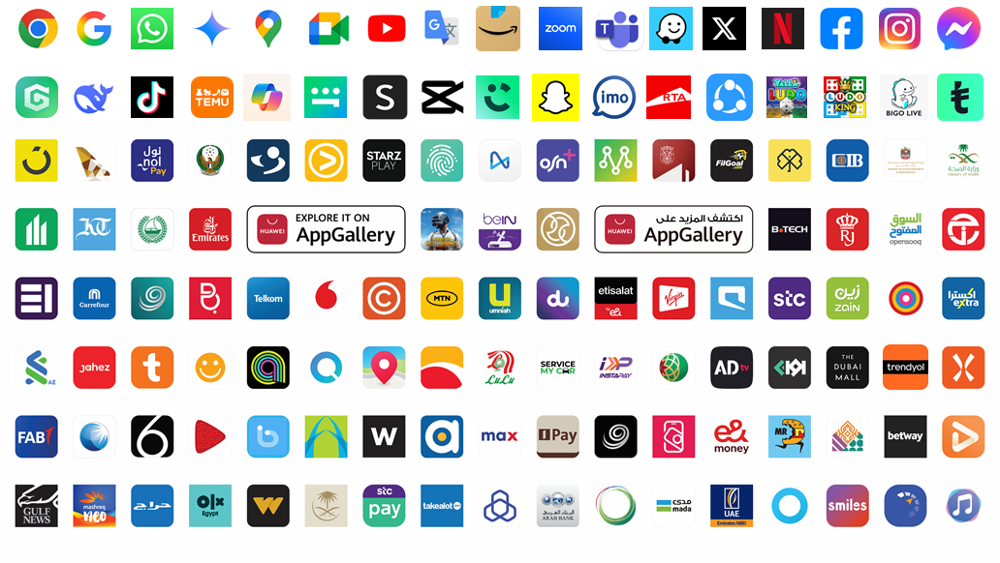 G
zoom
T
X
N
f
TEMU
S
imo
RTA
YALLA
LUDO
LUDO
KING
BIGO LIVE
نول
nol
Pay
STARZ
PLAY
osn+
FilGoal
.com
DIB
وزارة الصحة
Ministry of Health
KT
Emirates
EXPLORE IT ON
HUAWEI
AppGallery
beIN
اكتشف المزيد على
HUAWEI
AppGallery
B.TECH
RJ
السوق
المفتوح
opensooq
Carrefour
Telkom
MTN
umniah
du
etisalat
by e&
Virgin
stc
زين
ZAIN
اكسترا
extra
AE
jahez
t
LuLu
SERVICE
MY CAR
INSTAPAY
AD tv
THE
DUBAI
MALL
trendyol
FAB
6
W
a
max
Pay
e&
money
MR
betway
GULF
NEWS
mashreq
neo
حراج
olx
Egypt
stc
pay
takealot
البنك العربي
ARAB BANK
مدى
mada
UAE
Emirates NBD
smiles